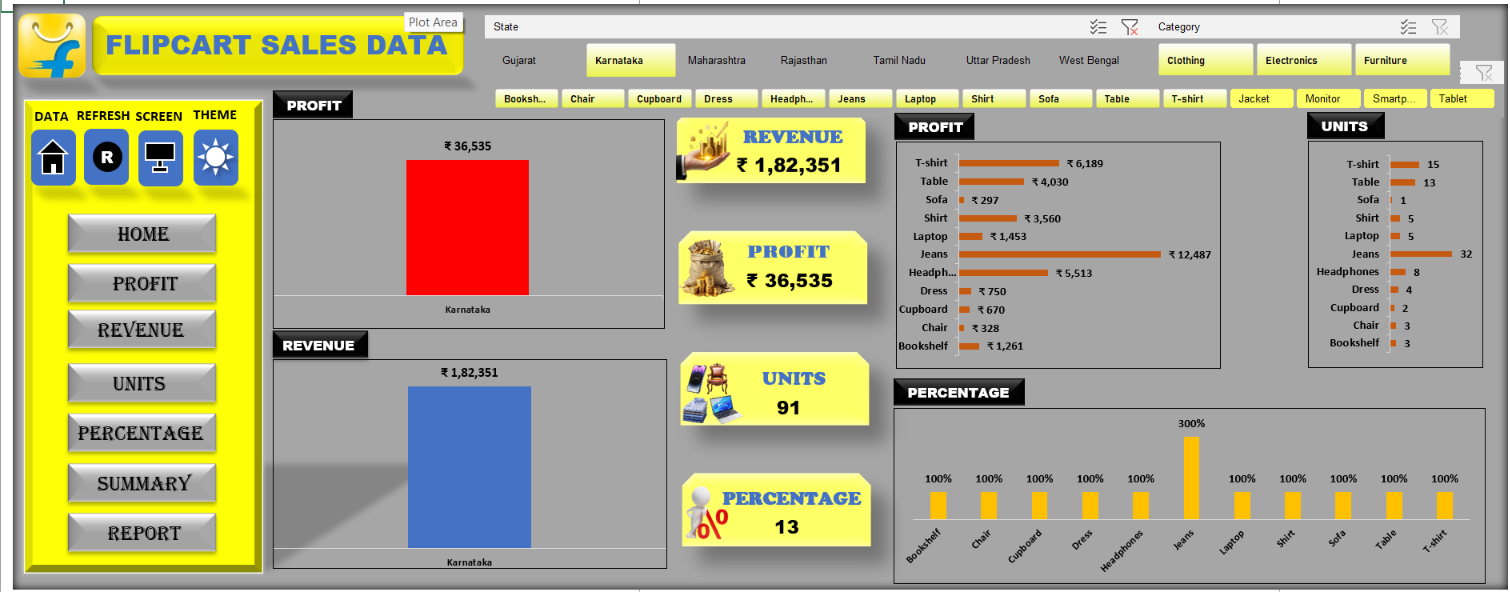 Plot Area
FLIPCART SALES DATA
State
Category
Gujarat
Karnataka
Maharashtra
Rajasthan
Tamil Nadu
Uttar Pradesh
West Bengal
Clothing
Electronics
Furniture
Booksh...
Chair
Cupboard
Dress
Headph...
Jeans
Laptop
Shirt
Sofa
Table
T-shirt
Jacket
Monitor
Smartp...
Tablet
DATA
REFRESH
SCREEN
THEME
R
HOME
PROFIT
REVENUE
UNITS
PERCENTAGE
SUMMARY
REPORT
PROFIT
₹ 36,535
Karnataka
REVENUE
₹ 1,82,351
Karnataka
REVENUE
₹ 1,82,351
PROFIT
₹ 36,535
UNITS
91
PERCENTAGE
13
PROFIT
T-shirt ₹ 6,189
Table ₹ 4,030
Sofa ₹ 297
Shirt ₹ 3,560
Laptop ₹ 1,453
Jeans ₹ 12,487
Headph... ₹ 5,513
Dress ₹ 750
Cupboard ₹ 670
Chair ₹ 328
Bookshelf ₹ 1,261
UNITS
T-shirt 15
Table 13
Sofa 1
Shirt 5
Laptop 5
Jeans 32
Headphones 8
Dress 4
Cupboard 2
Chair 3
Bookshelf 3
PERCENTAGE
300%
100% 100% 100% 100% 100% 100% 100% 100% 100% 100%
Bookshelf
Chair
Cupboard
Dress
Headphones
Jeans
Laptop
Shirt
Sofa
Table
T-shirt